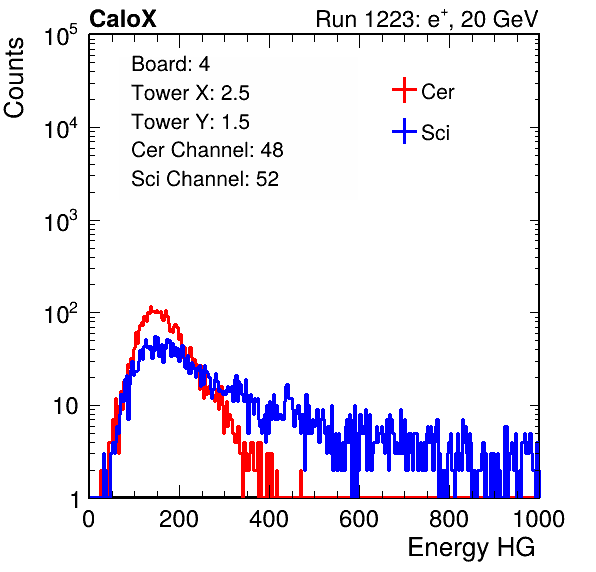 CaloX Run 1223: e⁺, 20 GeV
Counts
Board: 4
Tower X: 2.5
Tower Y: 1.5
Cer Channel: 48
Sci Channel: 52
Cer
Sci
10⁵
10⁴
10³
10²
10
1
0 200 400 600 800 1000
Energy HG